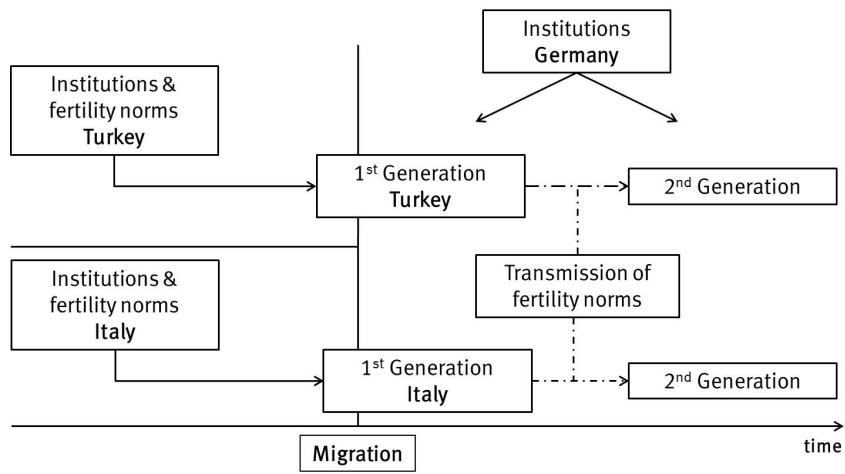 Institutions
Germany
Institutions &
fertility norms
Turkey
1st Generation
Turkey
2nd Generation
Institutions &
fertility norms
Italy
Transmission of
fertility norms
1st Generation
Italy
2nd Generation
time
Migration